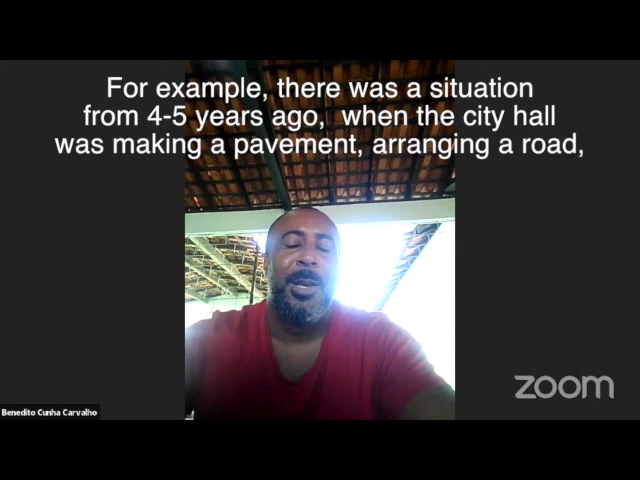 For example, there was a situation
from 4-5 years ago,  when the city hall
was making a pavement, arranging a road,
zoom
Benedito Cunha Carvalho